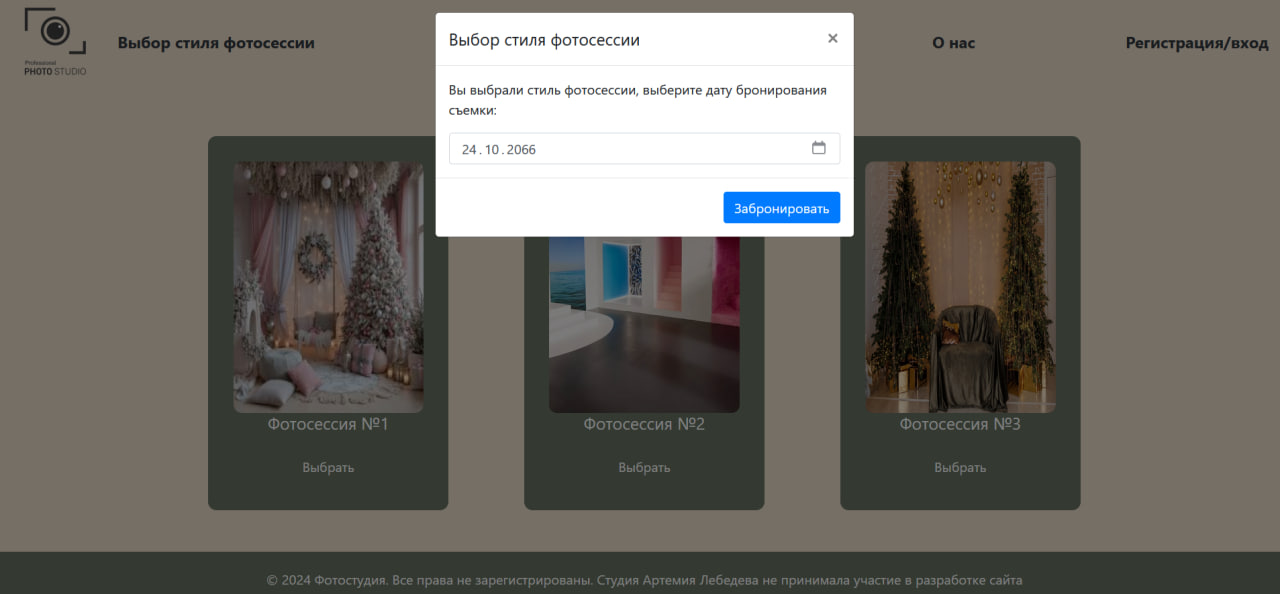 Professional
PHOTO STUDIO
Выбор стиля фотосессии
О нас
Регистрация/вход
Выбор стиля фотосессии
×
Вы выбрали стиль фотосессии, выберите дату бронирования
съемки:
24.10.2066
Забронировать
Фотосессия №1
Выбрать
Фотосессия №2
Выбрать
Фотосессия №3
Выбрать
© 2024 Фотостудия. Все права не зарегистрированы. Студия Артемия Лебедева не принимала участие в разработке сайта